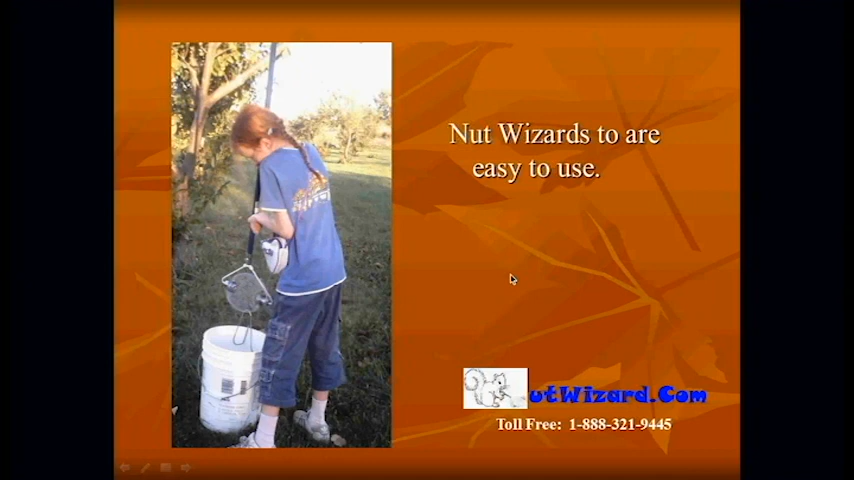 Nut Wizards to are
easy to use.
utWizard.Com
Toll Free: 1-888-321-9445